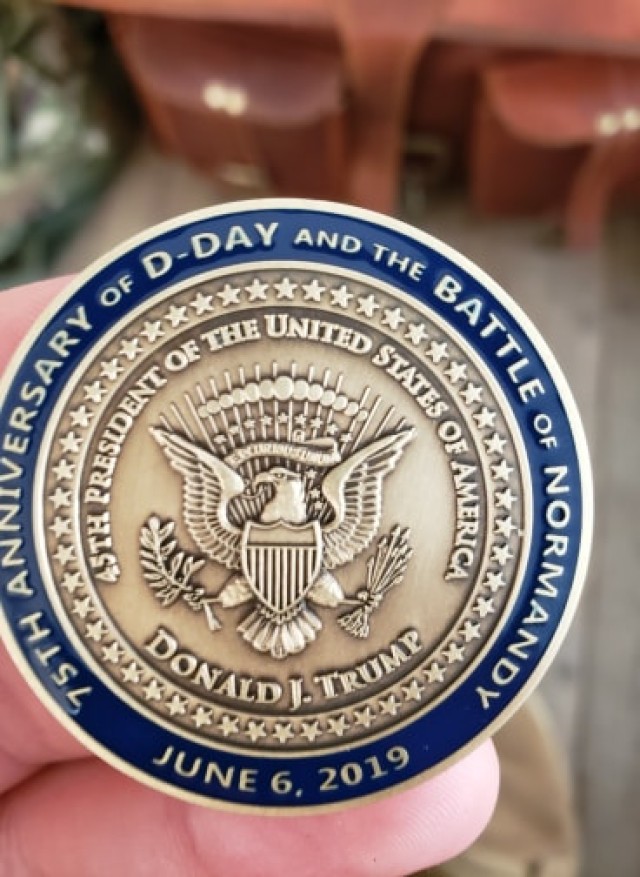 75TH ANNIVERSARY OF D-DAY AND THE BATTLE OF NORMANDY
45TH PRESIDENT OF THE UNITED STATES OF AMERICA
DONALD J. TRUMP
JUNE 6, 2019